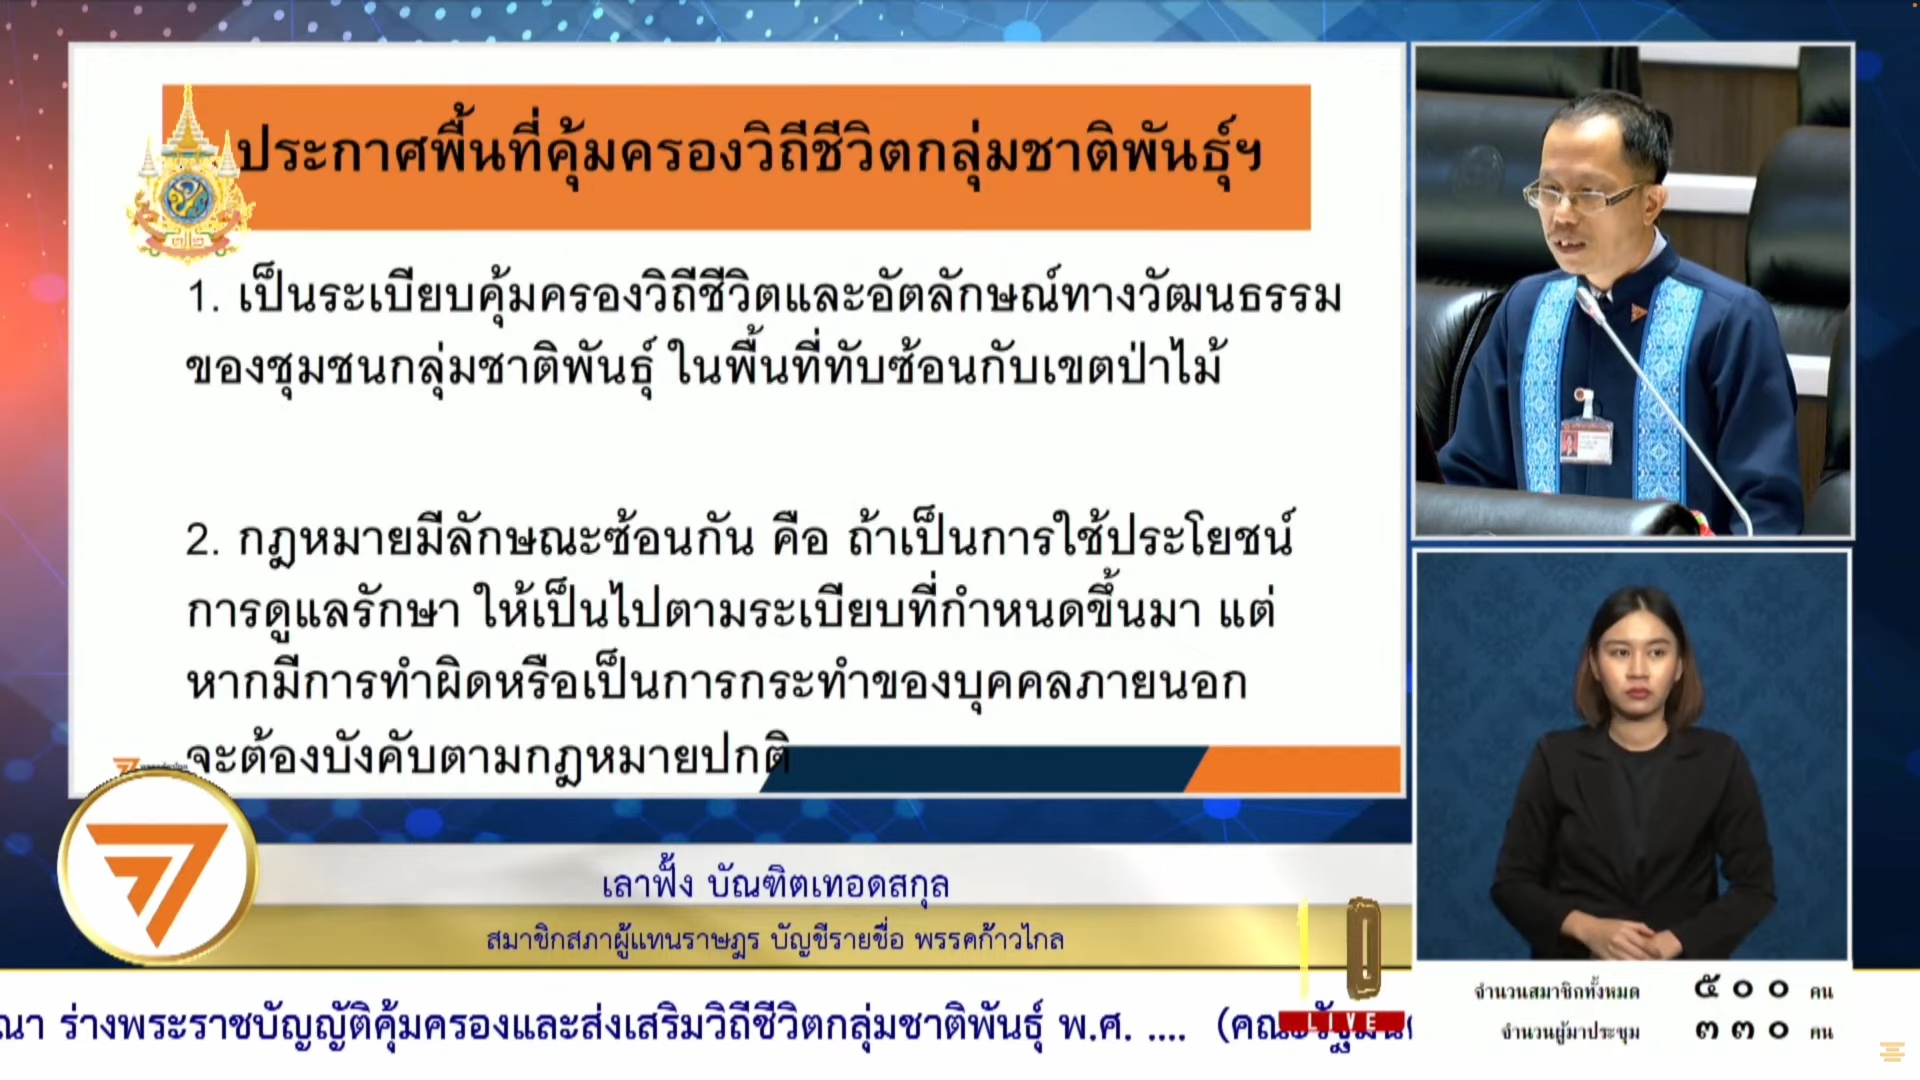 ประกาศพื้นที่คุ้มครองวิถีชีวิตกลุ่มชาติพันธุ์ฯ
1. เป็นระเบียบคุ้มครองวิถีชีวิตและอัตลักษณ์ทางวัฒนธรรม
ของชุมชนกลุ่มชาติพันธุ์ ในพื้นที่ทับซ้อนกับเขตป่าไม้
2. กฎหมายมีลักษณะซ้อนกัน คือ ถ้าเป็นการใช้ประโยชน์
การดูแลรักษา ให้เป็นไปตามระเบียบที่กำหนดขึ้นมา แต่
หากมีการทำผิดหรือเป็นการกระทำของบุคคลภายนอก
จะต้องบังคับตามกฎหมายปกติ
เลาฟั้ง บัณฑิตเทอดสกุล
สมาชิกสภาผู้แทนราษฎร บัญชีรายชื่อ พรรคก้าวไกล
ร่างพระราชบัญญัติคุ้มครองและส่งเสริมวิถีชีวิตกลุ่มชาติพันธุ์ พ.ศ. ....
LIVE
จำนวนสมาชิกทั้งหมด ๕๐๐ คน
จำนวนผู้มาประชุม ๓๓๐ คน